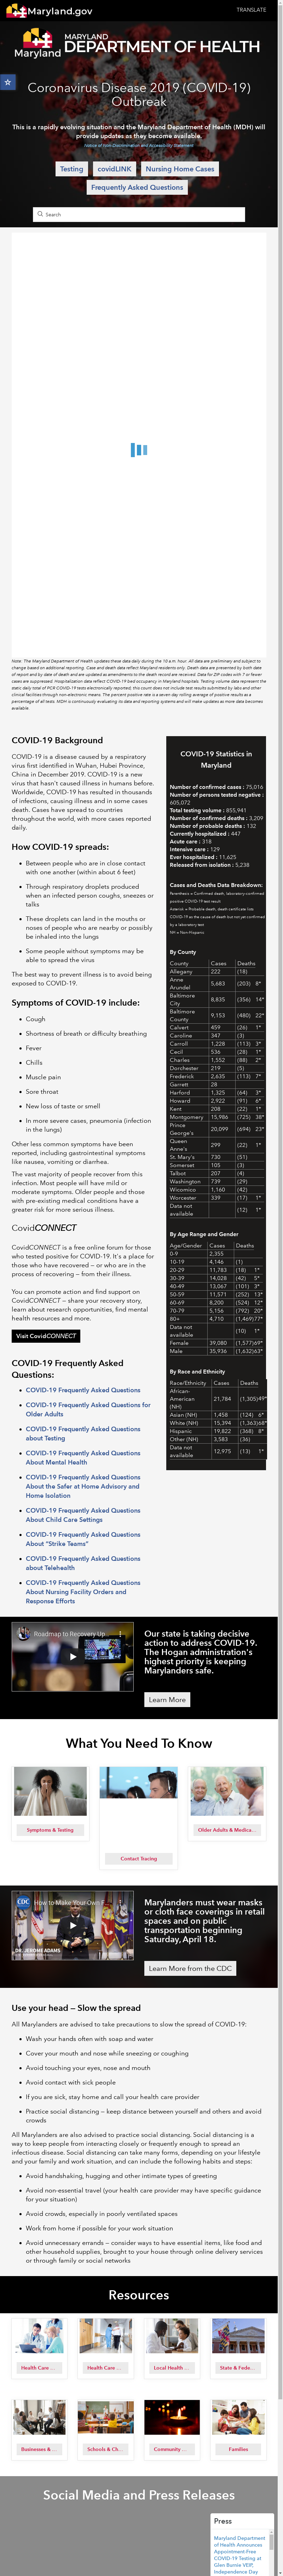 Maryland.gov
TRANSLATE
Maryland
MARYLAND
DEPARTMENT OF HEALTH
Coronavirus Disease 2019 (COVID-19)
Outbreak
This is a rapidly evolving situation and the Maryland Department of Health (MDH) will
provide updates as they become available.
Notice of Non-Discrimination and Accessibility Statement
Testing
covidLINK
Nursing Home Cases
Frequently Asked Questions
Search
Note: The Maryland Department of Health updates these data daily during the 10 a.m. hour. All data are preliminary and subject to
change based on additional reporting. Case and death data reflect Maryland residents only. Death data are presented by both date
of report and by date of death and are updated as amendments to the death record are received. Data for ZIP codes with 7 or fewer
cases are suppressed. Hospitalization data are for COVID-19 bed occupancy in Maryland hospitals. Testing volume data represent the
static daily total of PCR COVID-19 tests electronically reported; this count does not include test results submitted by labs and other
clinical facilities through non-electronic means. The percent positive rate is a seven-day rolling average of positive results as a
percentage of all tests. MDH is continuously evaluating its data and reporting systems and will make updates as more data becomes
available.
COVID-19 Background
COVID-19 is a disease caused by a respiratory
virus first identified in Wuhan, Hubei Province,
China in December 2019. COVID-19 is a new
virus that hasn't caused illness in humans before.
Worldwide, COVID-19 has resulted in thousands
of infections, causing illness and in some cases
death. Cases have spread to countries
throughout the world, with more cases reported
daily.
How COVID-19 spreads:
Between people who are in close contact
with one another (within about 6 feet)
Through respiratory droplets produced
when an infected person coughs, sneezes or
talks
These droplets can land in the mouths or
noses of people who are nearby or possibly
be inhaled into the lungs
Some people without symptoms may be
able to spread the virus
The best way to prevent illness is to avoid being
exposed to COVID-19.
Symptoms of COVID-19 include:
Cough
Shortness of breath or difficulty breathing
Fever
Chills
Muscle pain
Sore throat
New loss of taste or smell
In more severe cases, pneumonia (infection
in the lungs)
Other less common symptoms have been
reported, including gastrointestinal symptoms
like nausea, vomiting or diarrhea.
The vast majority of people recover from this
infection. Most people will have mild or
moderate symptoms. Older people and those
with pre-existing medical conditions have a
greater risk for more serious illness.
CovidCONNECT
CovidCONNECT — is a free online forum for those
who tested positive for COVID-19. It's a place for
those who have recovered — or who are in the
process of recovering — from their illness.
You can promote positive action and find support on
CovidCONNECT — including tips for recovery, learn
about research opportunities, and find mental
health resources and more.
Visit CovidCONNECT
COVID-19 Frequently Asked
Questions:
COVID-19 Frequently Asked Questions
COVID-19 Frequently Asked Questions for
Older Adults
COVID-19 Frequently Asked Questions
about Testing
COVID-19 Frequently Asked Questions
About Mental Health
COVID-19 Frequently Asked Questions
About the Safer at Home Advisory and
Home Isolation
COVID-19 Frequently Asked Questions
About Child Care Settings
COVID-19 Frequently Asked Questions
About "Strike Teams"
COVID-19 Frequently Asked Questions
about Telehealth
COVID-19 Frequently Asked Questions
About Nursing Facility Orders and
Response Efforts
COVID-19 Statistics in
Maryland
Number of confirmed cases : 75,016
Number of persons tested negative :
605,072
Total testing volume : 855,941
Number of confirmed deaths : 3,209
Number of probable deaths : 132
Currently hospitalized : 447
Acute care : 318
Intensive care : 129
Ever hospitalized : 11,625
Released from isolation : 5,238
Cases and Deaths Data Breakdown:
Parenthesis = Confirmed death, laboratory-confirmed
positive COVID-19 test result
Asterisk = Probable death, death certificate lists
COVID-19 as the cause of death but not yet confirmed
by a laboratory test
NH = Non-Hispanic
By County
County Cases Deaths
Allegany 222 (18)
Anne
Arundel 5,683 (203) 8*
Baltimore
City 8,835 (356) 14*
Baltimore
County 9,153 (480) 22*
Calvert 459 (26) 1*
Caroline 347 (3)
Carroll 1,228 (113) 3*
Cecil 536 (28) 1*
Charles 1,552 (88) 2*
Dorchester 219 (5)
Frederick 2,635 (113) 7*
Garrett 28
Harford 1,325 (64) 3*
Howard 2,922 (91) 6*
Kent 208 (22) 1*
Montgomery 15,986 (725) 38*
Prince
George's 20,099 (694) 23*
Queen
Anne's 299 (22) 1*
St. Mary's 730 (51)
Somerset 105 (3)
Talbot 207 (4)
Washington 739 (29)
Wicomico 1,160 (42)
Worcester 339 (17) 1*
Data not
available (12) 1*
By Age Range and Gender
Age/Gender Cases Deaths
0-9 2,355
10-19 4,146 (1)
20-29 11,783 (18) 1*
30-39 14,028 (42) 5*
40-49 13,067 (101) 3*
50-59 11,571 (252) 13*
60-69 8,200 (524) 12*
70-79 5,156 (792) 20*
80+ 4,710 (1,469) 77*
Data not
available (10) 1*
Female 39,080 (1,577) 69*
Male 35,936 (1,632) 63*
By Race and Ethnicity
Race/Ethnicity Cases Deaths
African-
American
(NH) 21,784 (1,305) 49*
Asian (NH) 1,458 (124) 6*
White (NH) 15,394 (1,363) 68*
Hispanic 19,822 (368) 8*
Other (NH) 3,583 (36)
Data not
available 12,975 (13) 1*
Roadmap to Recovery Up...
Our state is taking decisive
action to address COVID-19.
The Hogan administration's
highest priority is keeping
Marylanders safe.
Learn More
What You Need To Know
Symptoms & Testing
Contact Tracing
Older Adults & Medica...
CDC
How to Make Your Own F...
DR. JEROME ADAMS
Marylanders must wear masks
or cloth face coverings in retail
spaces and on public
transportation beginning
Saturday, April 18.
Learn More from the CDC
Use your head — Slow the spread
All Marylanders are advised to take precautions to slow the spread of COVID-19:
Wash your hands often with soap and water
Cover your mouth and nose while sneezing or coughing
Avoid touching your eyes, nose and mouth
Avoid contact with sick people
If you are sick, stay home and call your health care provider
Practice social distancing — keep distance between yourself and others and avoid
crowds
All Marylanders are also advised to practice social distancing. Social distancing is a
way to keep people from interacting closely or frequently enough to spread an
infectious disease. Social distancing can take many forms, depending on your lifestyle
and your family and work situation, and can include the following habits and steps:
Avoid handshaking, hugging and other intimate types of greeting
Avoid non-essential travel (your health care provider may have specific guidance
for your situation)
Avoid crowds, especially in poorly ventilated spaces
Work from home if possible for your work situation
Avoid unnecessary errands — consider ways to have essential items, like food and
other household supplies, brought to your house through online delivery services
or through family or social networks
Resources
Health Care ...
Health Care ...
Local Health ...
State & Fede...
Businesses & ...
Schools & Ch...
Community ...
Families
Social Media and Press Releases
Press
Maryland Department
of Health Announces
Appointment-Free
COVID-19 Testing at
Glen Burnie VEIP,
Independence Day